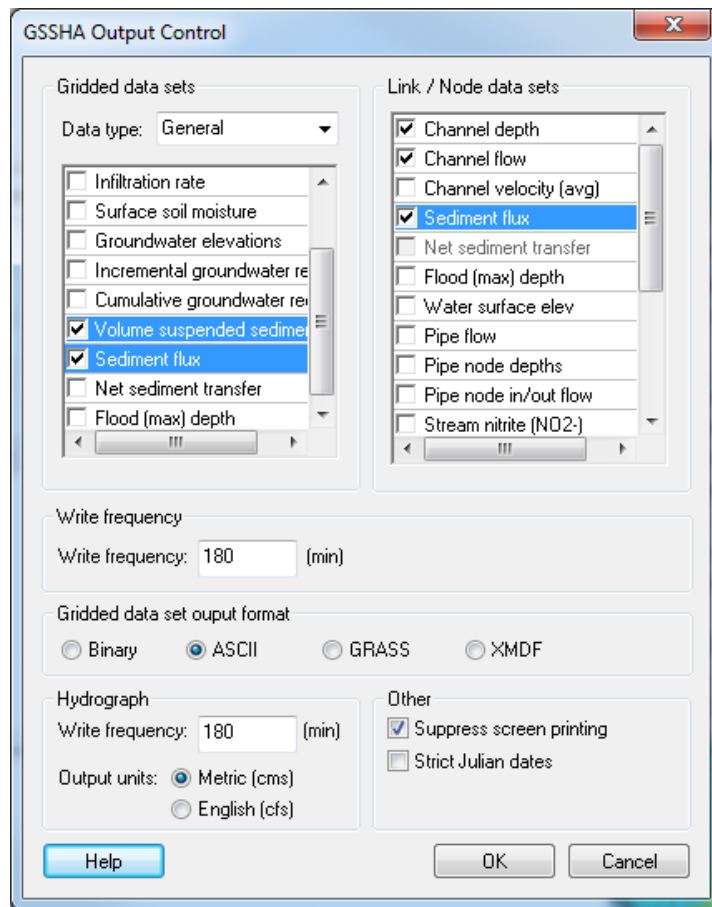 GSSHA Output Control
Gridded data sets
Data type: General
Infiltration rate
Surface soil moisture
Groundwater elevations
Incremental groundwater re
Cumulative groundwater re
Volume suspended sedime
Sediment flux
Net sediment transfer
Flood (max) depth
Link / Node data sets
Channel depth
Channel flow
Channel velocity (avg)
Sediment flux
Net sediment transfer
Flood (max) depth
Water surface elev
Pipe flow
Pipe node depths
Pipe node in/out flow
Stream nitrite (NO2-)
Write frequency
Write frequency: 180 (min)
Gridded data set ouput format
Binary ASCII GRASS XMDF
Hydrograph
Write frequency: 180 (min)
Output units: Metric (cms)
English (cfs)
Other
Suppress screen printing
Strict Julian dates
Help OK Cancel